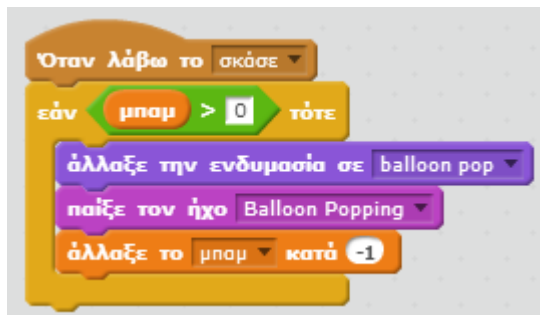 Όταν λάβω το σκάσε
εάν μπαμ > 0 τότε
άλλαξε την ενδυμασία σε balloon pop
παίξε τον ήχο Balloon Popping
άλλαξε το μπαμ κατά -1